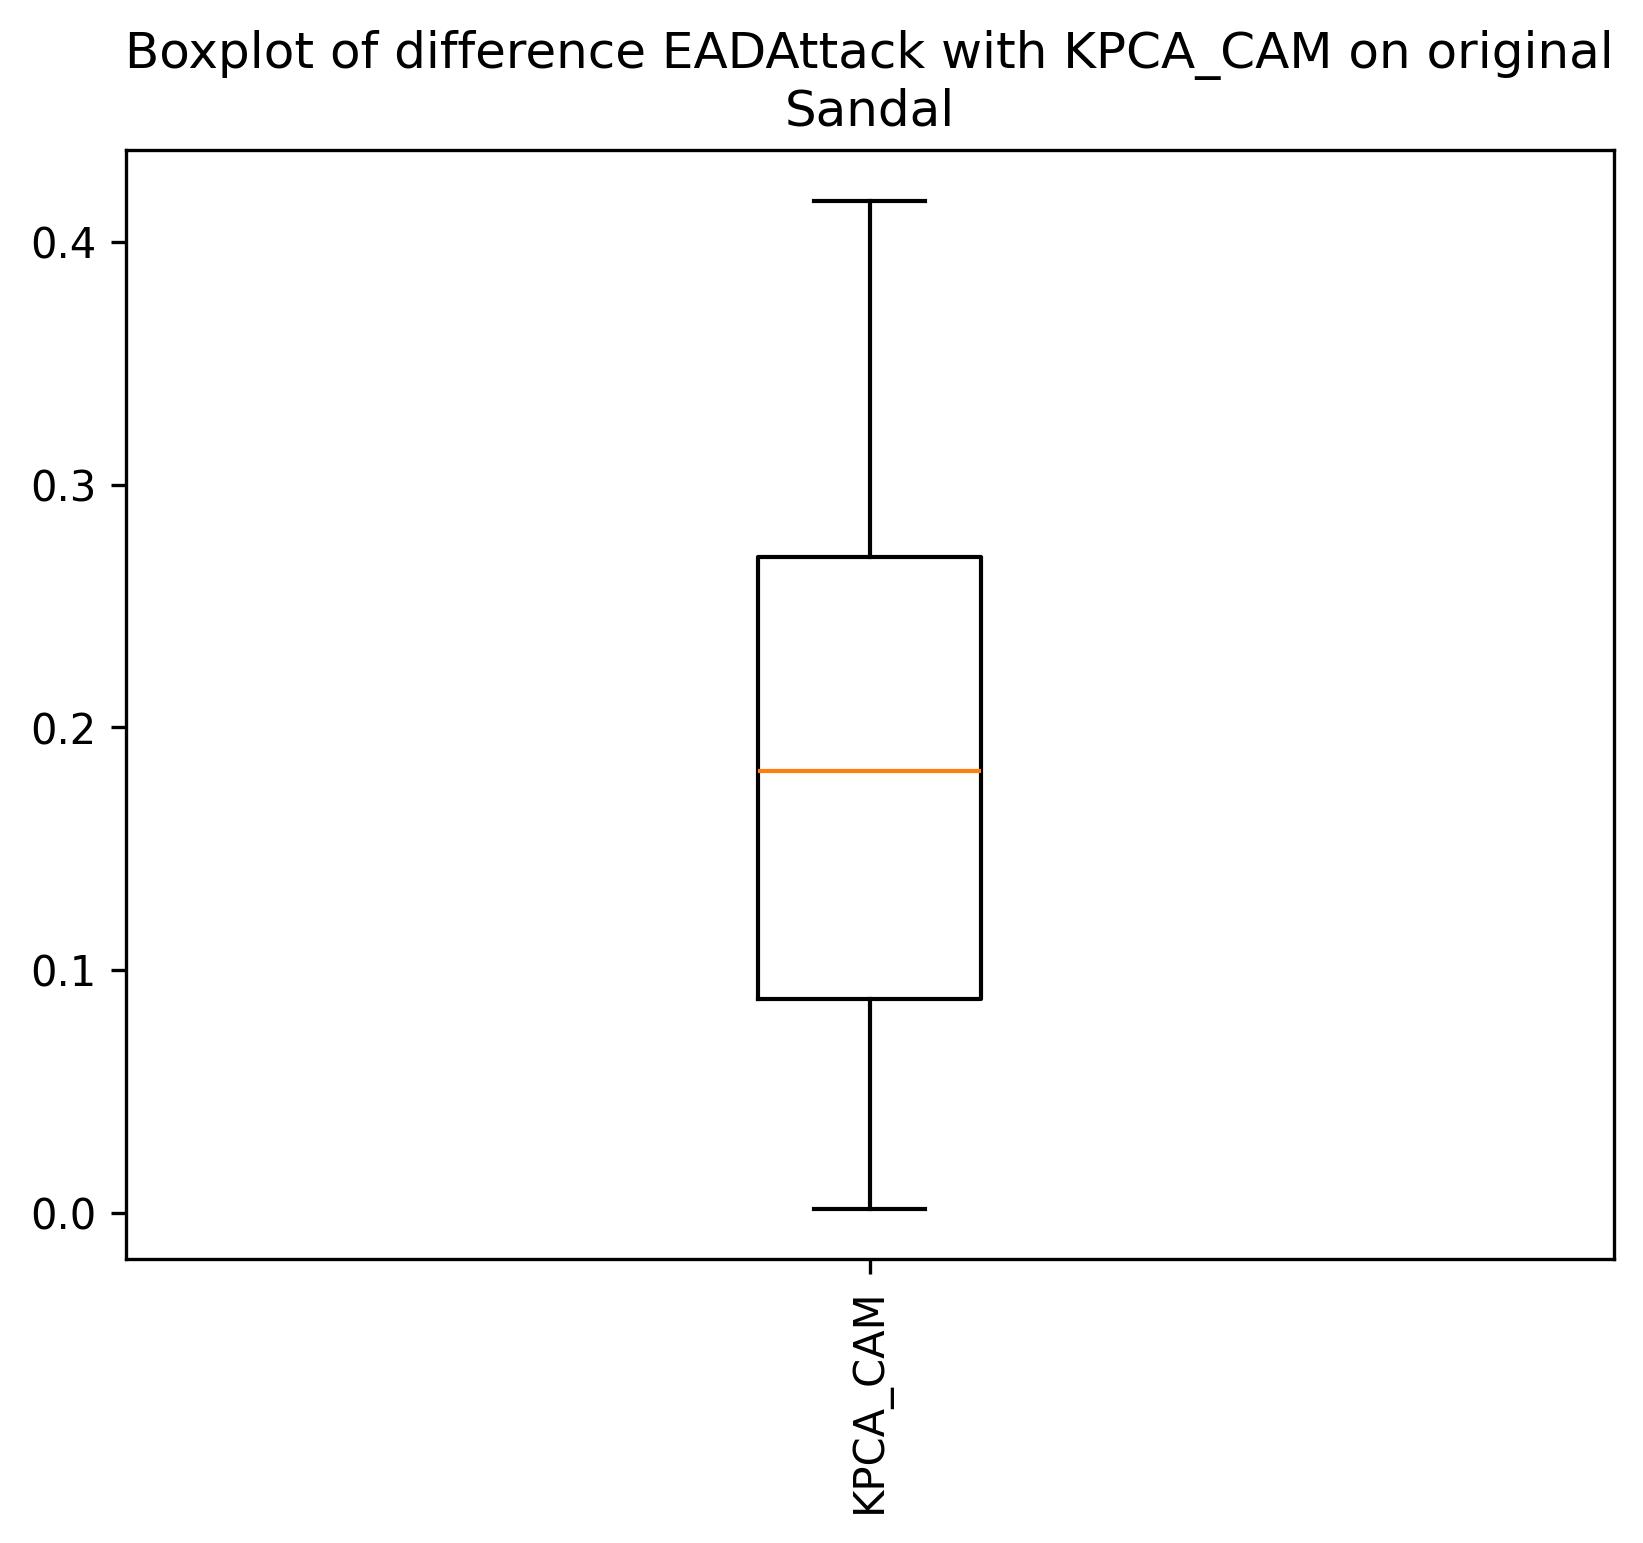 Boxplot of difference EADAttack with KPCA_CAM on original
Sandal
0.4
0.3
0.2
0.1
0.0
KPCA_CAM